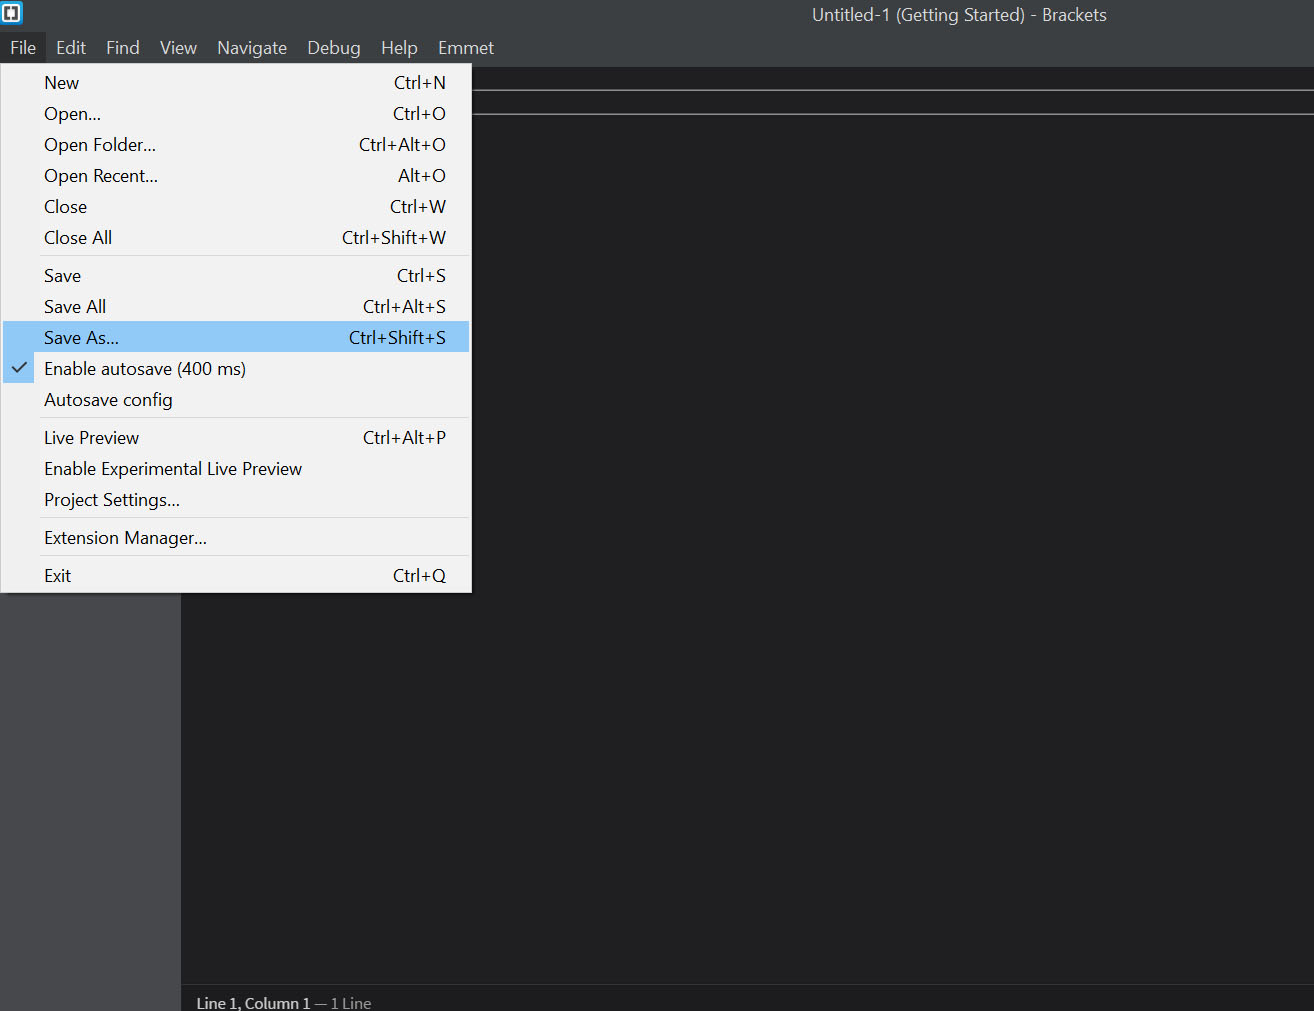 Untitled-1 (Getting Started) - Brackets
File Edit Find View Navigate Debug Help Emmet
New Ctrl+N
Open... Ctrl+O
Open Folder... Ctrl+Alt+O
Open Recent... Alt+O
Close Ctrl+W
Close All Ctrl+Shift+W
Save Ctrl+S
Save All Ctrl+Alt+S
Save As... Ctrl+Shift+S
Enable autosave (400 ms)
Autosave config
Live Preview Ctrl+Alt+P
Enable Experimental Live Preview
Project Settings...
Extension Manager...
Exit Ctrl+Q
Line 1, Column 1 — 1 Line